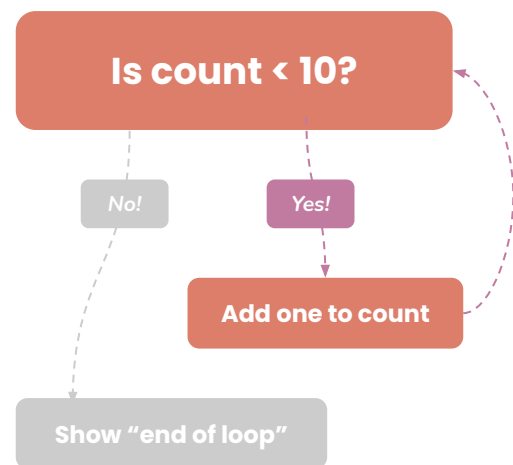 Is count < 10?
No!
Yes!
Add one to count
Show “end of loop”